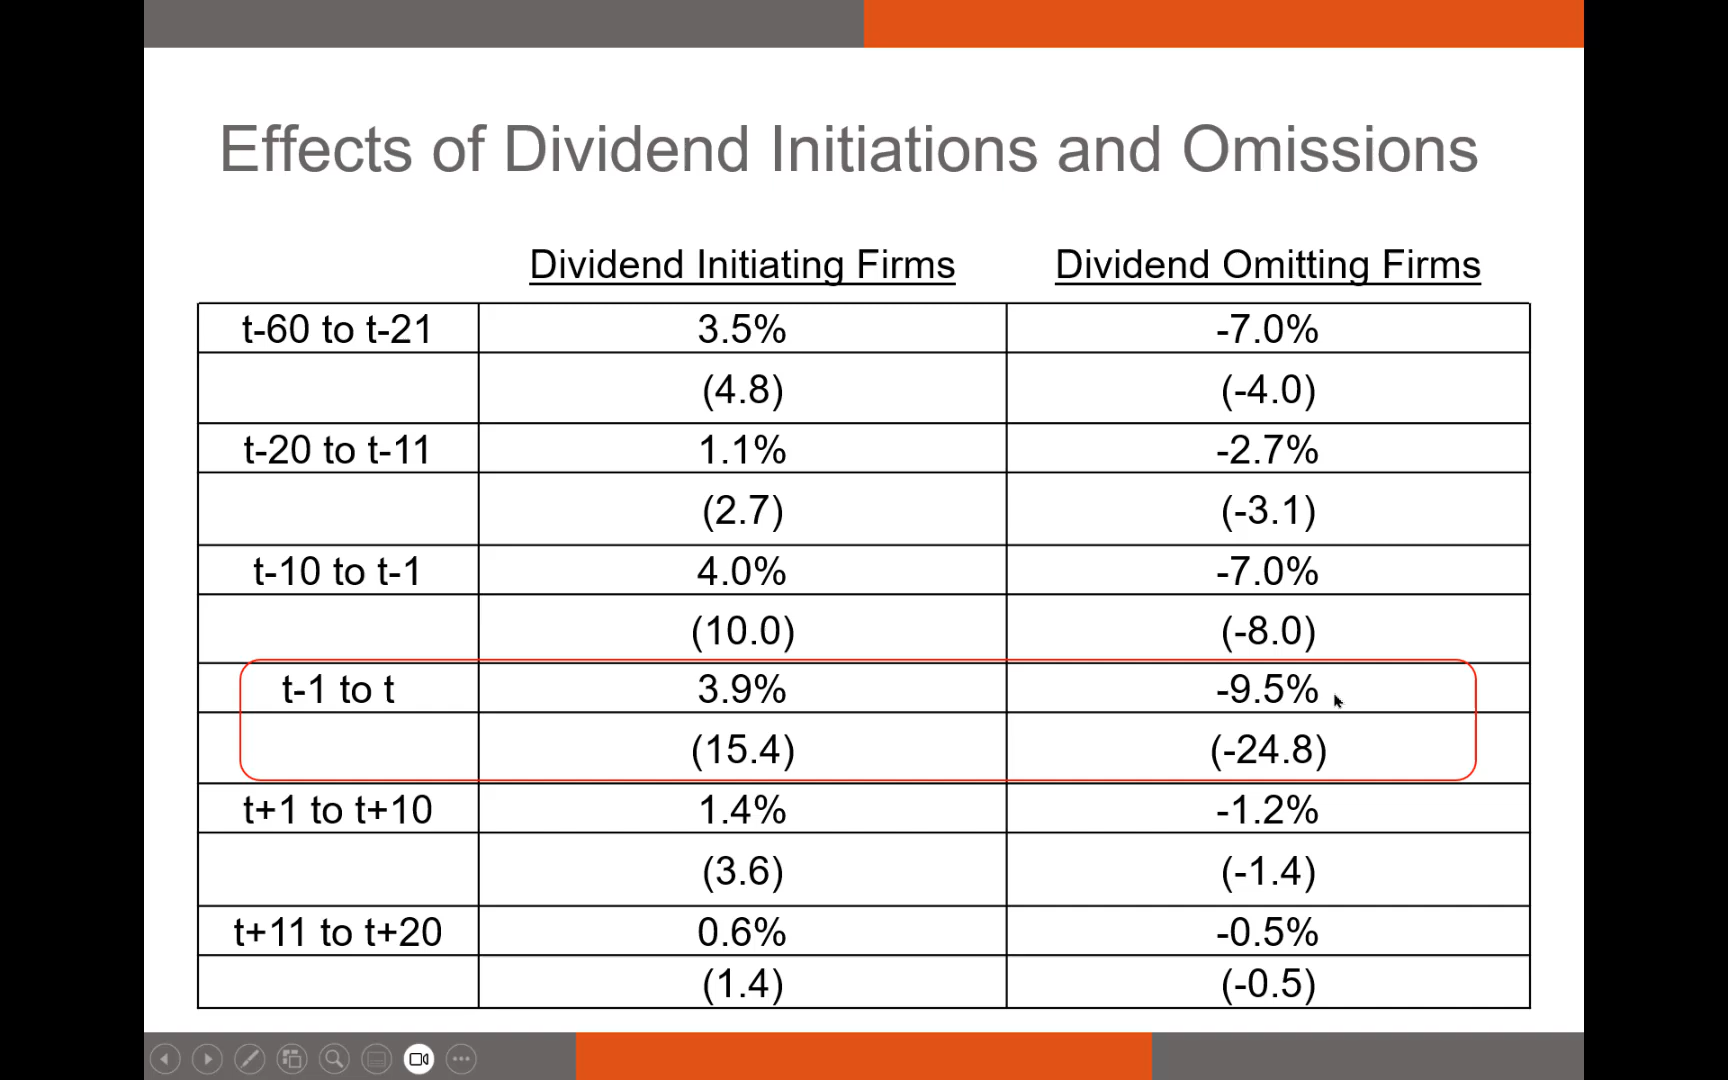 Effects of Dividend Initiations and Omissions
Dividend Initiating Firms Dividend Omitting Firms
t-60 to t-21 3.5% -7.0%
(4.8) (-4.0)
t-20 to t-11 1.1% -2.7%
(2.7) (-3.1)
t-10 to t-1 4.0% -7.0%
(10.0) (-8.0)
t-1 to t 3.9% -9.5%
(15.4) (-24.8)
t+1 to t+10 1.4% -1.2%
(3.6) (-1.4)
t+11 to t+20 0.6% -0.5%
(1.4) (-0.5)